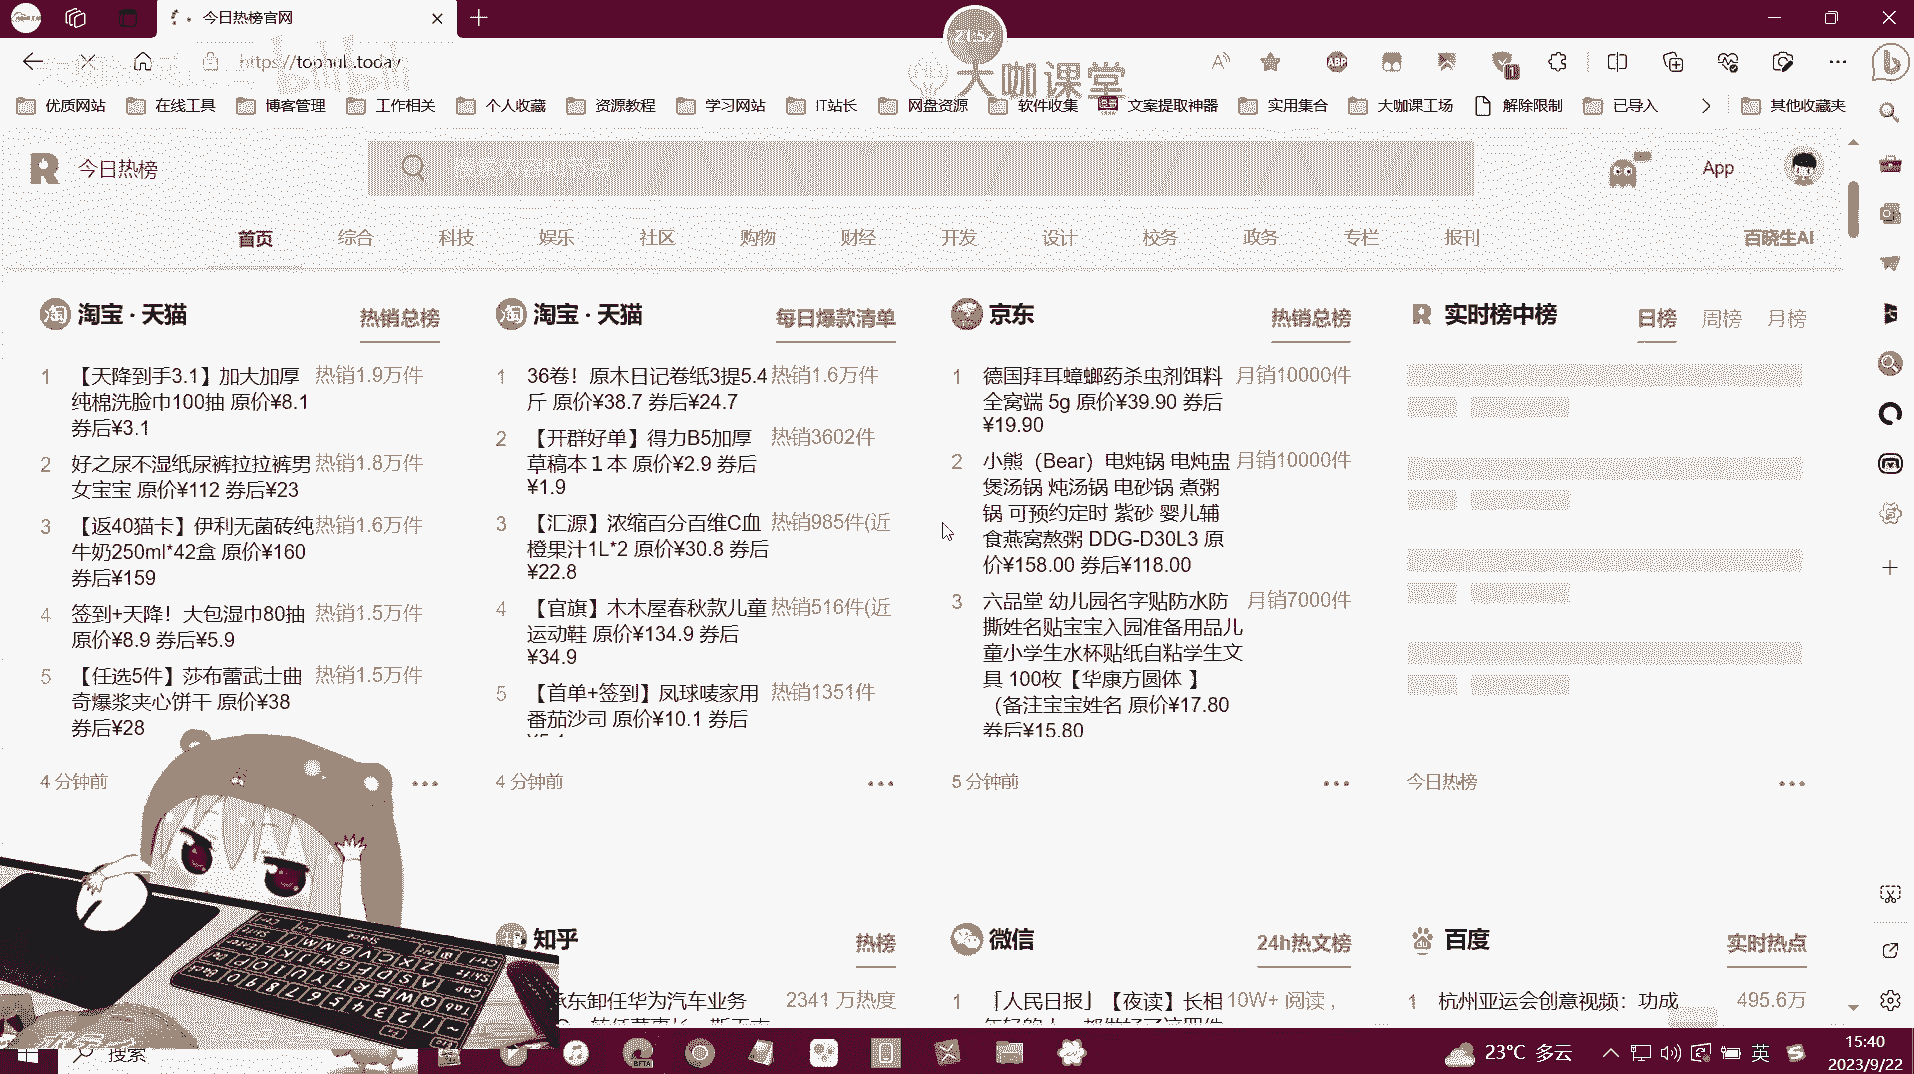 今日热榜官网
21:52
https://tophub.today
大咖课堂
ABP
优质网站
在线工具
博客管理
工作相关
个人收藏
资源教程
学习网站
IT站长
网盘资源
软件收集
文案提取神器
实用集合
大咖课工场
解除限制
已导入
其他收藏夹
今日热榜
App
首页
综合
科技
娱乐
社区
购物
财经
开发
设计
校务
政务
专栏
报刊
百晓生AI
淘宝 · 天猫
热销总榜
1 【天降到手3.1】加大加厚 热销1.9万件
纯棉洗脸巾100抽 原价¥8.1
券后¥3.1
2 好之尿不湿纸尿裤拉拉裤男 热销1.8万件
女宝宝 原价¥112 券后¥23
3 【返40猫卡】伊利无菌砖纯 热销1.6万件
牛奶250ml*42盒 原价¥160
券后¥159
4 签到+天降！大包湿巾80抽 热销1.5万件
原价¥8.9 券后¥5.9
5 【任选5件】莎布蕾武士曲 热销1.5万件
奇爆浆夹心饼干 原价¥38
券后¥28
4 分钟前
淘宝 · 天猫
每日爆款清单
1 36卷！原木日记卷纸3提5.4 热销1.6万件
斤 原价¥38.7 券后¥24.7
2 【开群好单】得力B5加厚 热销3602件
草稿本１本 原价¥2.9 券后
¥1.9
3 【汇源】浓缩百分百维C血 热销985件(近
橙果汁1L*2 原价¥30.8 券后
¥22.8
4 【官旗】木木屋春秋款儿童 热销516件(近
运动鞋 原价¥134.9 券后
¥34.9
5 【首单+签到】凤球唛家用 热销1351件
番茄沙司 原价¥10.1 券后
4 分钟前
京东
热销总榜
1 德国拜耳蟑螂药杀虫剂饵料 月销10000件
全窝端 5g 原价¥39.90 券后
¥19.90
2 小熊（Bear）电炖锅 电炖盅 月销10000件
煲汤锅 炖汤锅 电砂锅 煮粥
锅 可预约定时 紫砂 婴儿辅
食燕窝熬粥 DDG-D30L3 原
价¥158.00 券后¥118.00
3 六品堂 幼儿园名字贴防水防 月销7000件
撕姓名贴宝宝入园准备用品儿
童小学生水杯贴纸自粘学生文
具 100枚【华康方圆体 】
（备注宝宝姓名 原价¥17.80
券后¥15.80
5 分钟前
实时榜中榜
日榜 周榜 月榜
今日热榜
知乎
热榜
东卸任华为汽车业务 2341 万热度
微信
24h热文榜
1 「人民日报」【夜读】长相 10W+ 阅读，
百度
实时热点
1 杭州亚运会创意视频：功成 495.6万
搜索
BETA
23°C 多云
英
15:40
2023/9/22